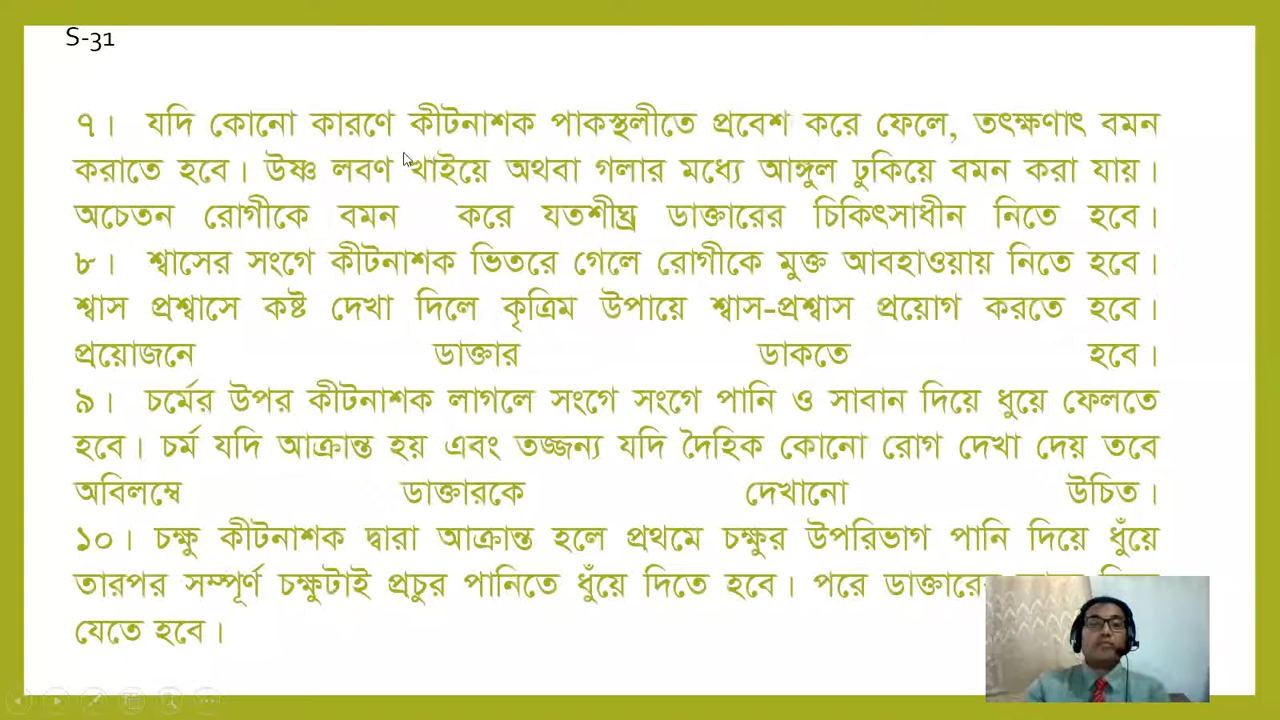 S-31
৭। যদি কোনো কারণে কীটনাশক পাকস্থলীতে প্রবেশ করে ফেলে, তৎক্ষণাৎ বমন
করাতে হবে। উষ্ণ লবণ খাইয়ে অথবা গলার মধ্যে আঙ্গুল ঢুকিয়ে বমন করা যায়।
অচেতন রোগীকে বমন করে যতশীঘ্র ডাক্তারের চিকিৎসাধীন নিতে হবে।
৮। শ্বাসের সংগে কীটনাশক ভিতরে গেলে রোগীকে মুক্ত আবহাওয়ায় নিতে হবে।
শ্বাস প্রশ্বাসে কষ্ট দেখা দিলে কৃত্রিম উপায়ে শ্বাস-প্রশ্বাস প্রয়োগ করতে হবে।
প্রয়োজনে ডাক্তার ডাকতে হবে।
৯। চর্মের উপর কীটনাশক লাগলে সংগে সংগে পানি ও সাবান দিয়ে ধুয়ে ফেলতে
হবে। চর্ম যদি আক্রান্ত হয় এবং তজ্জন্য যদি দৈহিক কোনো রোগ দেখা দেয় তবে
অবিলম্বে ডাক্তারকে দেখানো উচিত।
১০। চক্ষু কীটনাশক দ্বারা আক্রান্ত হলে প্রথমে চক্ষুর উপরিভাগ পানি দিয়ে ধুঁয়ে
তারপর সম্পূর্ণ চক্ষুটাই প্রচুর পানিতে ধুঁয়ে দিতে হবে। পরে
যেতে হবে।